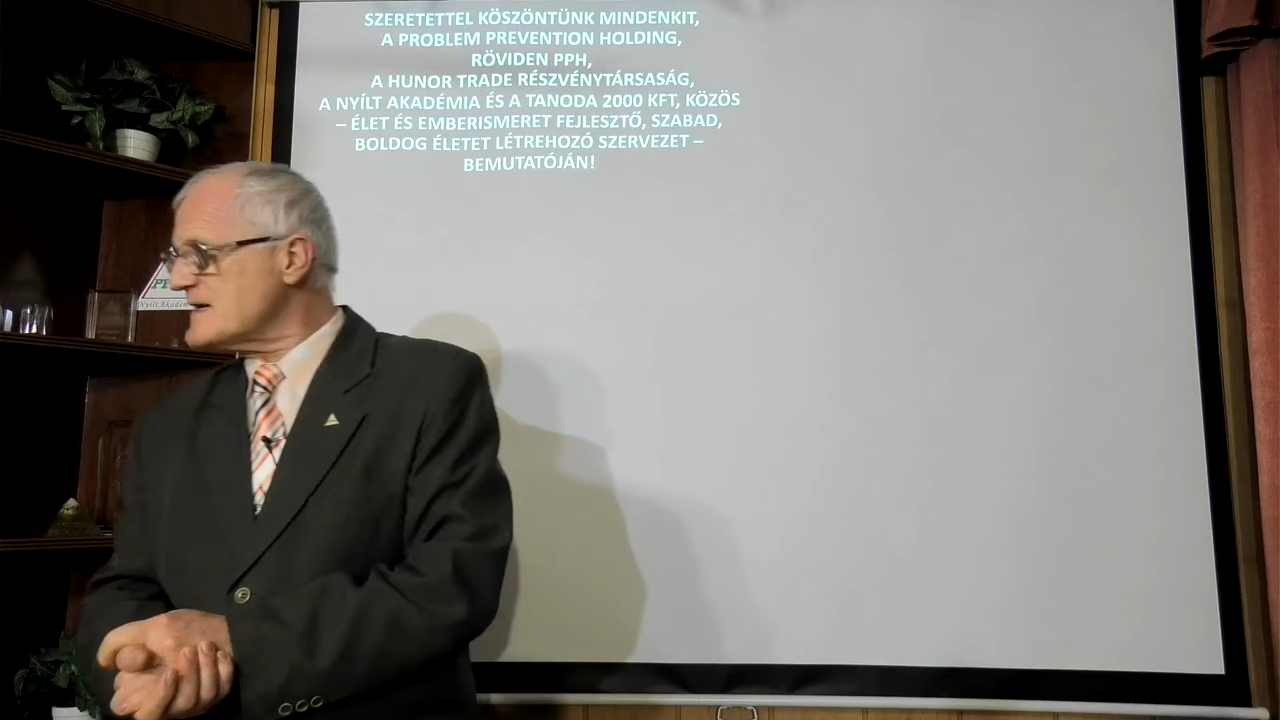 SZERETETTEL KÖSZÖNTÜNK MINDENKIT,
A PROBLEM PREVENTION HOLDING,
RÖVIDEN PPH,
A HUNOR TRADE RÉSZVÉNYTÁRSASÁG,
A NYÍLT AKADÉMIA ÉS A TANODA 2000 KFT, KÖZÖS
– ÉLET ÉS EMBERISMERET FEJLESZTŐ, SZABAD,
BOLDOG ÉLETET LÉTREHOZÓ SZERVEZET –
BEMUTATÓJÁN!
Nyílt